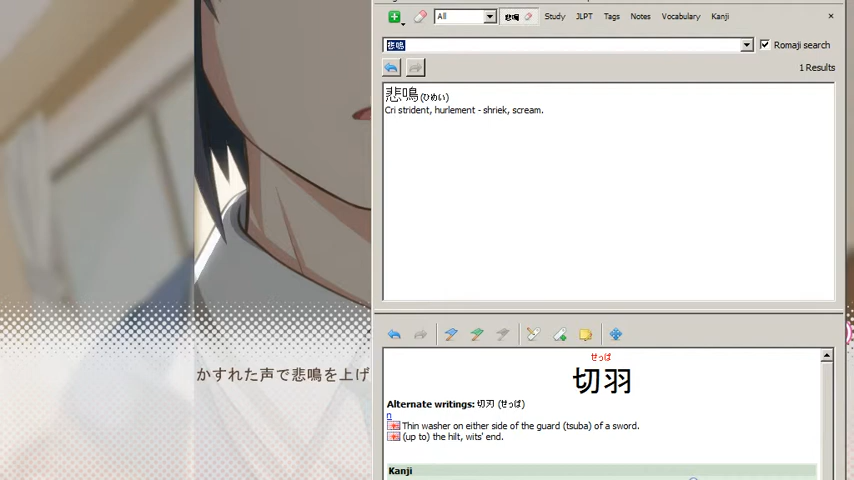 All
悲鳴
Study
JLPT
Tags
Notes
Vocabulary
Kanji
悲鳴
Romaji search
1 Results
悲鳴(ひめい)
Cri strident, hurlement - shriek, scream.
かすれた声で悲鳴を上げ
せっぱ
切羽
Alternate writings: 切刃 (せっぱ)
n
Thin washer on either side of the guard (tsuba) of a sword.
(up to) the hilt, wits' end.
Kanji